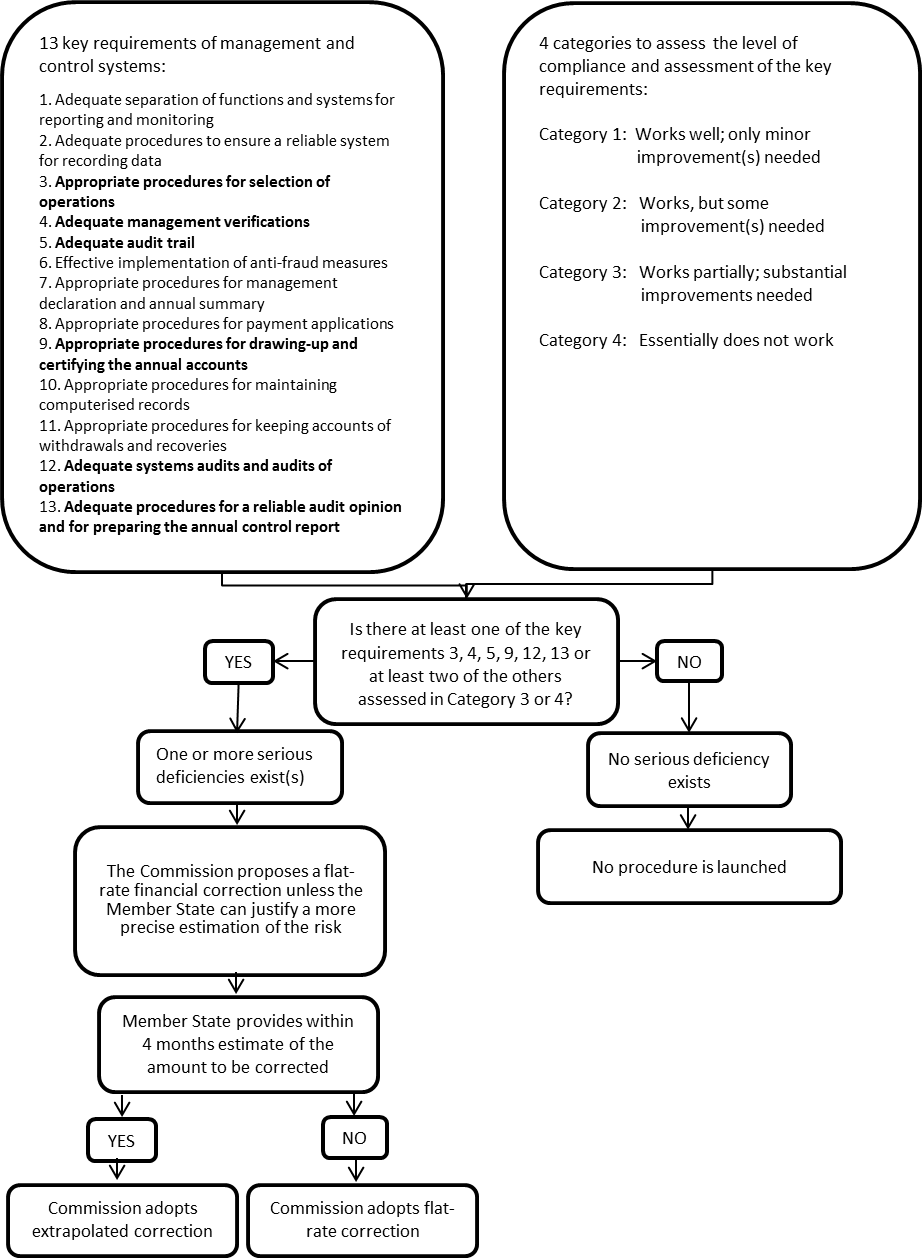 13 key requirements of management and
control systems:
1. Adequate separation of functions and systems for
reporting and monitoring
2. Adequate procedures to ensure a reliable system
for recording data
3. Appropriate procedures for selection of
operations
4. Adequate management verifications
5. Adequate audit trail
6. Effective implementation of anti-fraud measures
7. Appropriate procedures for management
declaration and annual summary
8. Appropriate procedures for payment applications
9. Appropriate procedures for drawing-up and
certifying the annual accounts
10. Appropriate procedures for maintaining
computerised records
11. Appropriate procedures for keeping accounts of
withdrawals and recoveries
12. Adequate systems audits and audits of
operations
13. Adequate procedures for a reliable audit opinion
and for preparing the annual control report
4 categories to assess the level of
compliance and assessment of the key
requirements:
Category 1: Works well; only minor
improvement(s) needed
Category 2: Works, but some
improvement(s) needed
Category 3: Works partially; substantial
improvements needed
Category 4: Essentially does not work
Is there at least one of the key
requirements 3, 4, 5, 9, 12, 13 or
at least two of the others
assessed in Category 3 or 4?
YES
NO
One or more serious
deficiencies exist(s)
No serious deficiency
exists
The Commission proposes a flat-
rate financial correction unless the
Member State can justify a more
precise estimation of the risk
No procedure is launched
Member State provides within
4 months estimate of the
amount to be corrected
YES
NO
Commission adopts
extrapolated correction
Commission adopts flat-
rate correction